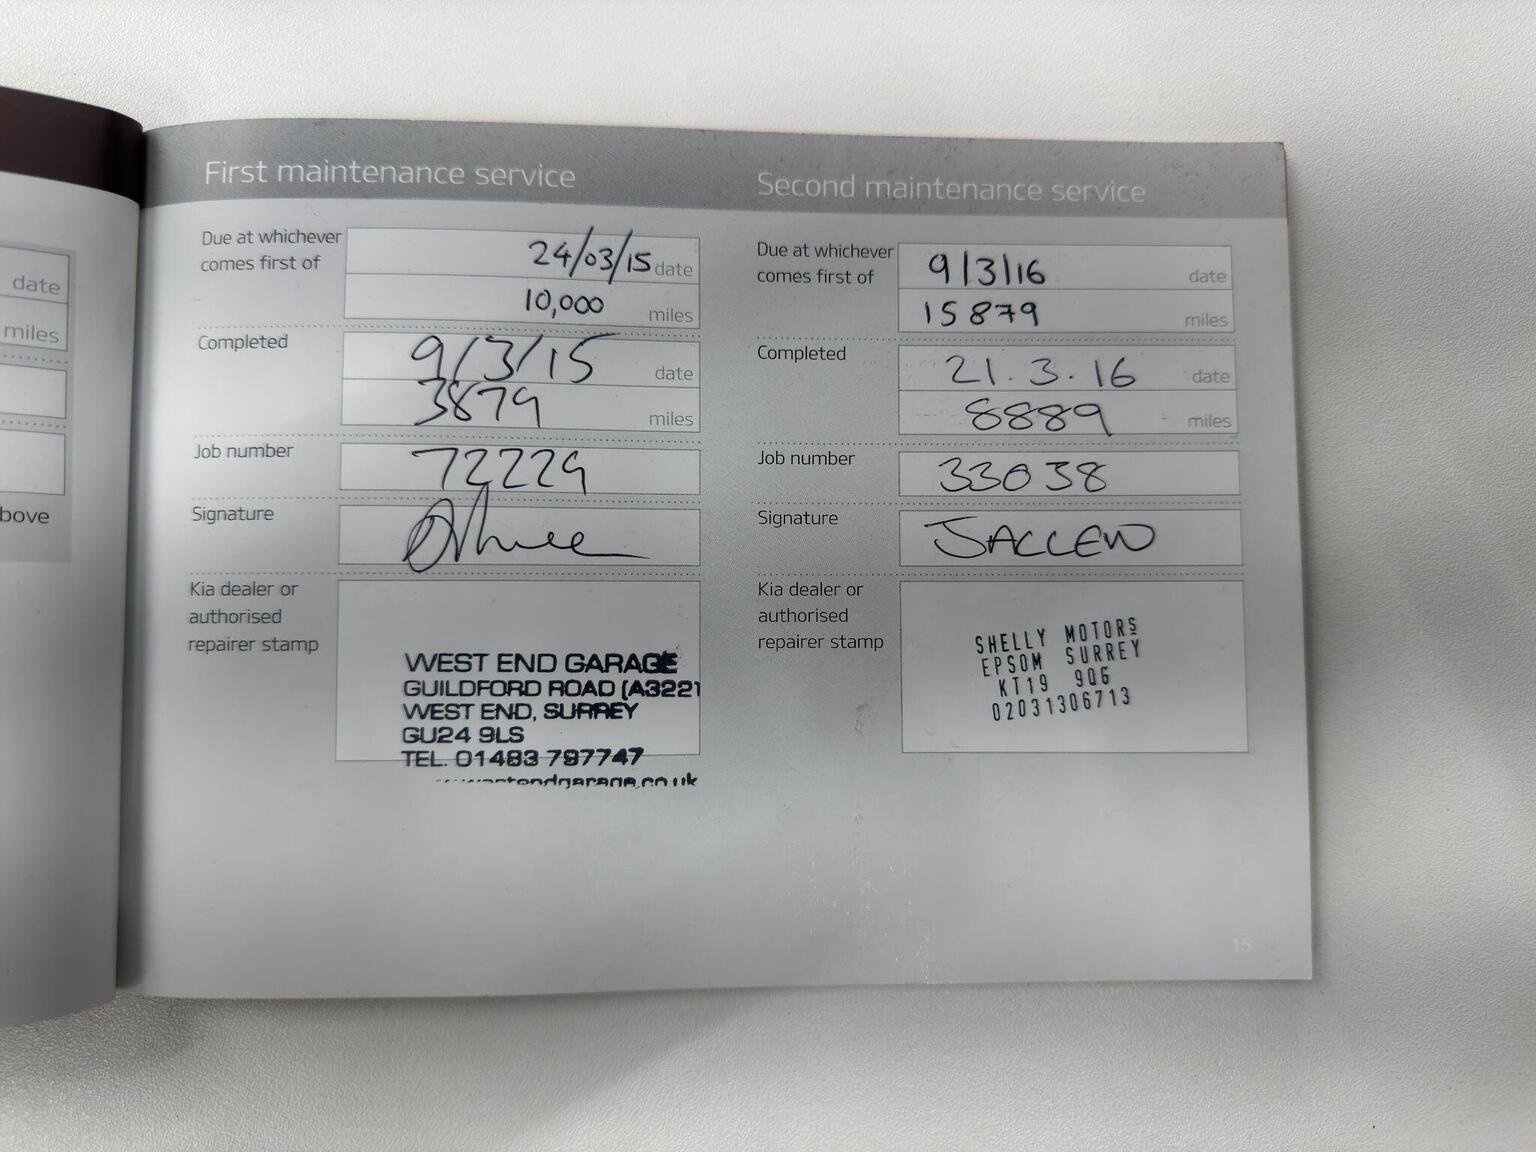 date
miles
bove
First maintenance service
Due at whichever
comes first of
24/03/15 date
10,000 miles
Completed
9/3/15 date
3879 miles
Job number
72229
Signature
Kia dealer or
authorised
repairer stamp
WEST END GARAGE
GUILDFORD ROAD (A322)
WEST END, SURREY
GU24 9LS
TEL. 01483 797747
westendgarage.co.uk
Second maintenance service
Due at whichever
comes first of
9/3/16 date
15879 miles
Completed
21.3.16 date
8889 miles
Job number
33038
Signature
JALLEN
Kia dealer or
authorised
repairer stamp
SHELLY MOTORS
EPSOM SURREY
KT19 9QG
02031306713
15